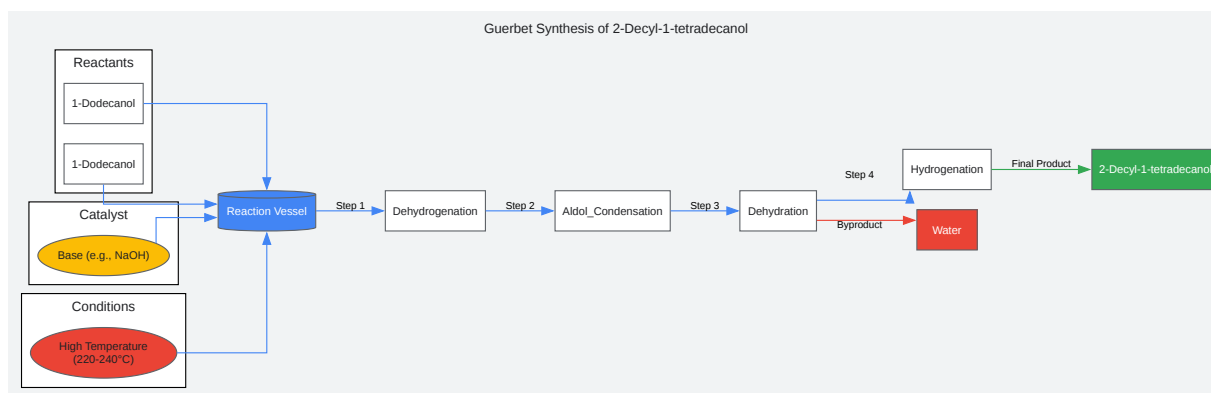 Guerbet Synthesis of 2-Decyl-1-tetradecanol
Reactants
1-Dodecanol
1-Dodecanol
Catalyst
Base (e.g., NaOH)
Conditions
High Temperature
(220-240°C)
Reaction Vessel
Step 1
Dehydrogenation
Step 2
Aldol_Condensation
Step 3
Dehydration
Step 4
Byproduct
Hydrogenation
Water
Final Product
2-Decyl-1-tetradecanol